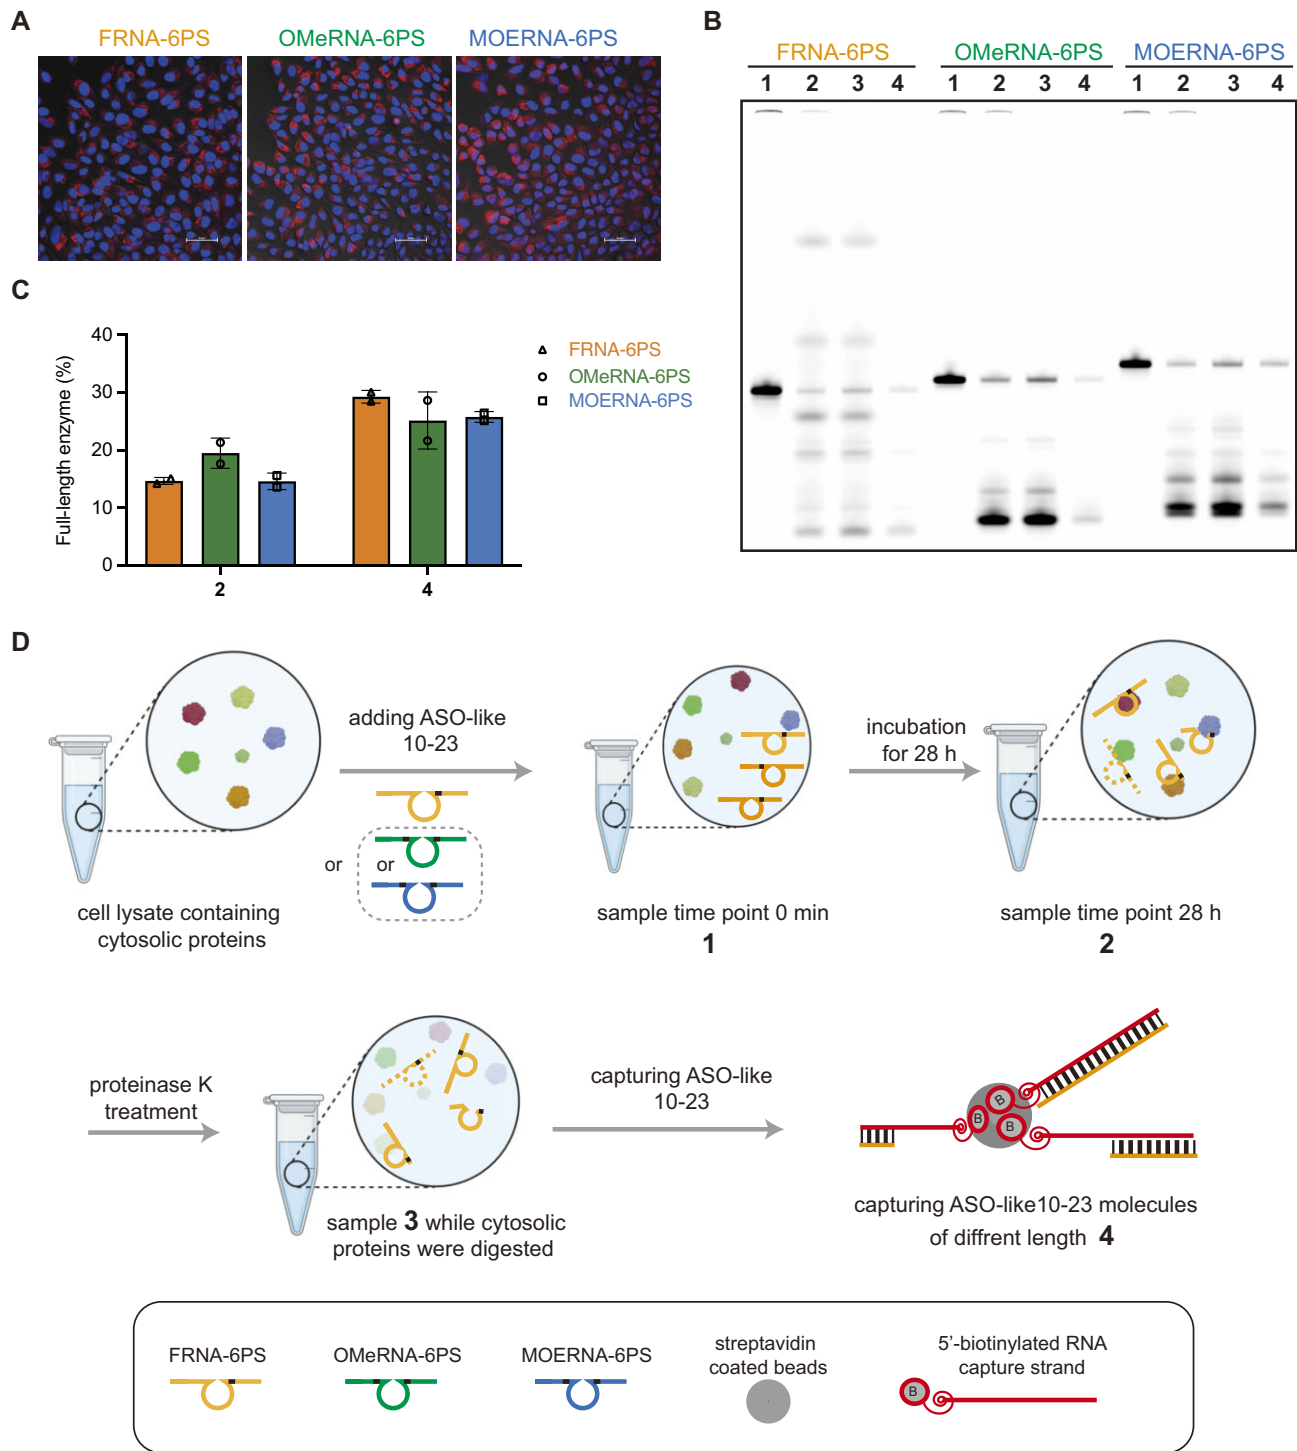 A
FRNA-6PS OMeRNA-6PS MOERNA-6PS
B
FRNA-6PS OMeRNA-6PS MOERNA-6PS
1 2 3 4 1 2 3 4 1 2 3 4
C
Full-length enzyme (%)
40
30
20
10
0
2 4
FRNA-6PS
OMeRNA-6PS
MOERNA-6PS
D
cell lysate containing
cytosolic proteins
adding ASO-like
10-23
or or
sample time point 0 min
1
incubation
for 28 h
sample time point 28 h
2
proteinase K
treatment
sample 3 while cytosolic
proteins were digested
capturing ASO-like
10-23
B
B
B
capturing ASO-like10-23 molecules
of diffrent length 4
FRNA-6PS
OMeRNA-6PS
MOERNA-6PS
streptavidin
coated beads
5'-biotinylated RNA
capture strand
B